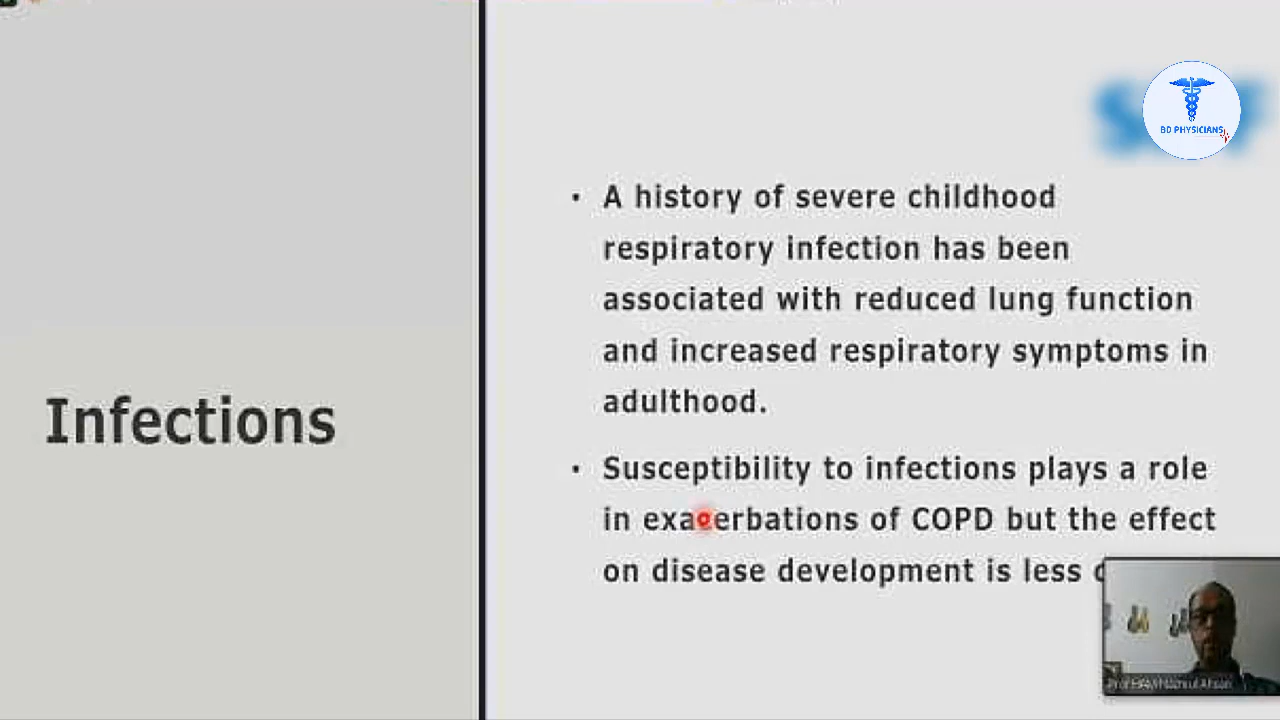 BD PHYSICIANS
Infections
• A history of severe childhood
respiratory infection has been
associated with reduced lung function
and increased respiratory symptoms in
adulthood.
• Susceptibility to infections plays a role
in exacerbations of COPD but the effect
on disease development is less
Ahsan